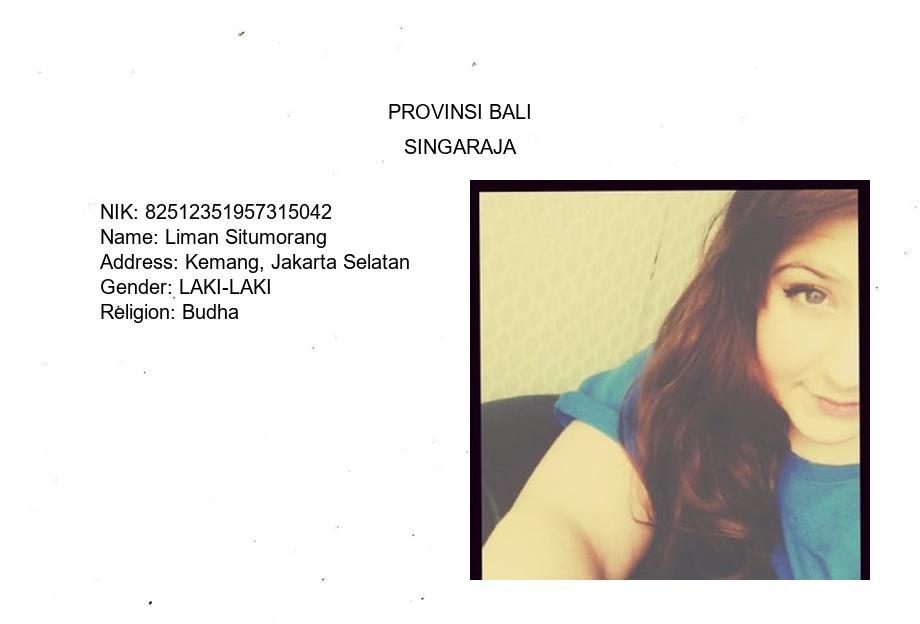 PROVINSI BALI
SINGARAJA
NIK: 82512351957315042
Name: Liman Situmorang
Address: Kemang, Jakarta Selatan
Gender: LAKI-LAKI
Religion: Budha